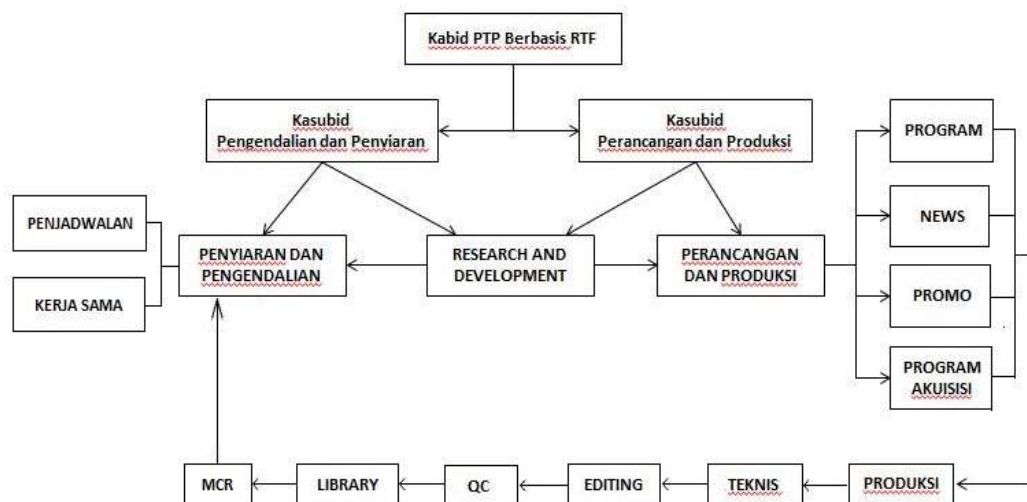 Kabid PTP Berbasis RTF
Kasubid
Pengendalian dan Penyiaran
Kasubid
Perancangan dan Produksi
PROGRAM
PENJADWALAN
NEWS
PENYIARAN DAN
PENGENDALIAN
RESEARCH AND
DEVELOPMENT
PERANCANGAN
DAN PRODUKSI
KERJA SAMA
PROMO
PROGRAM
AKUISISI
MCR
LIBRARY
QC
EDITING
TEKNIS
PRODUKSI